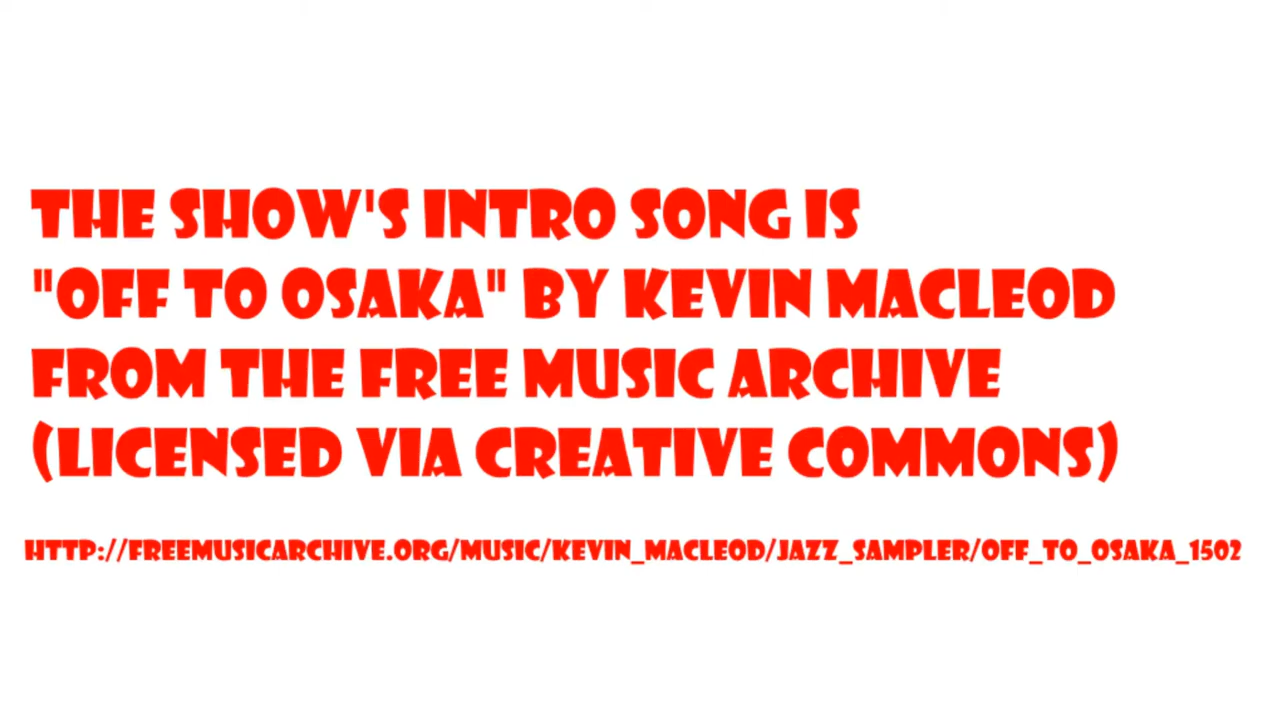 THE SHOW'S INTRO SONG IS
"OFF TO OSAKA" BY KEVIN MACLEOD
FROM THE FREE MUSIC ARCHIVE
(LICENSED VIA CREATIVE COMMONS)
HTTP://FREEMUSICARCHIVE.ORG/MUSIC/KEVIN_MACLEOD/JAZZ_SAMPLER/OFF_TO_OSAKA_1502